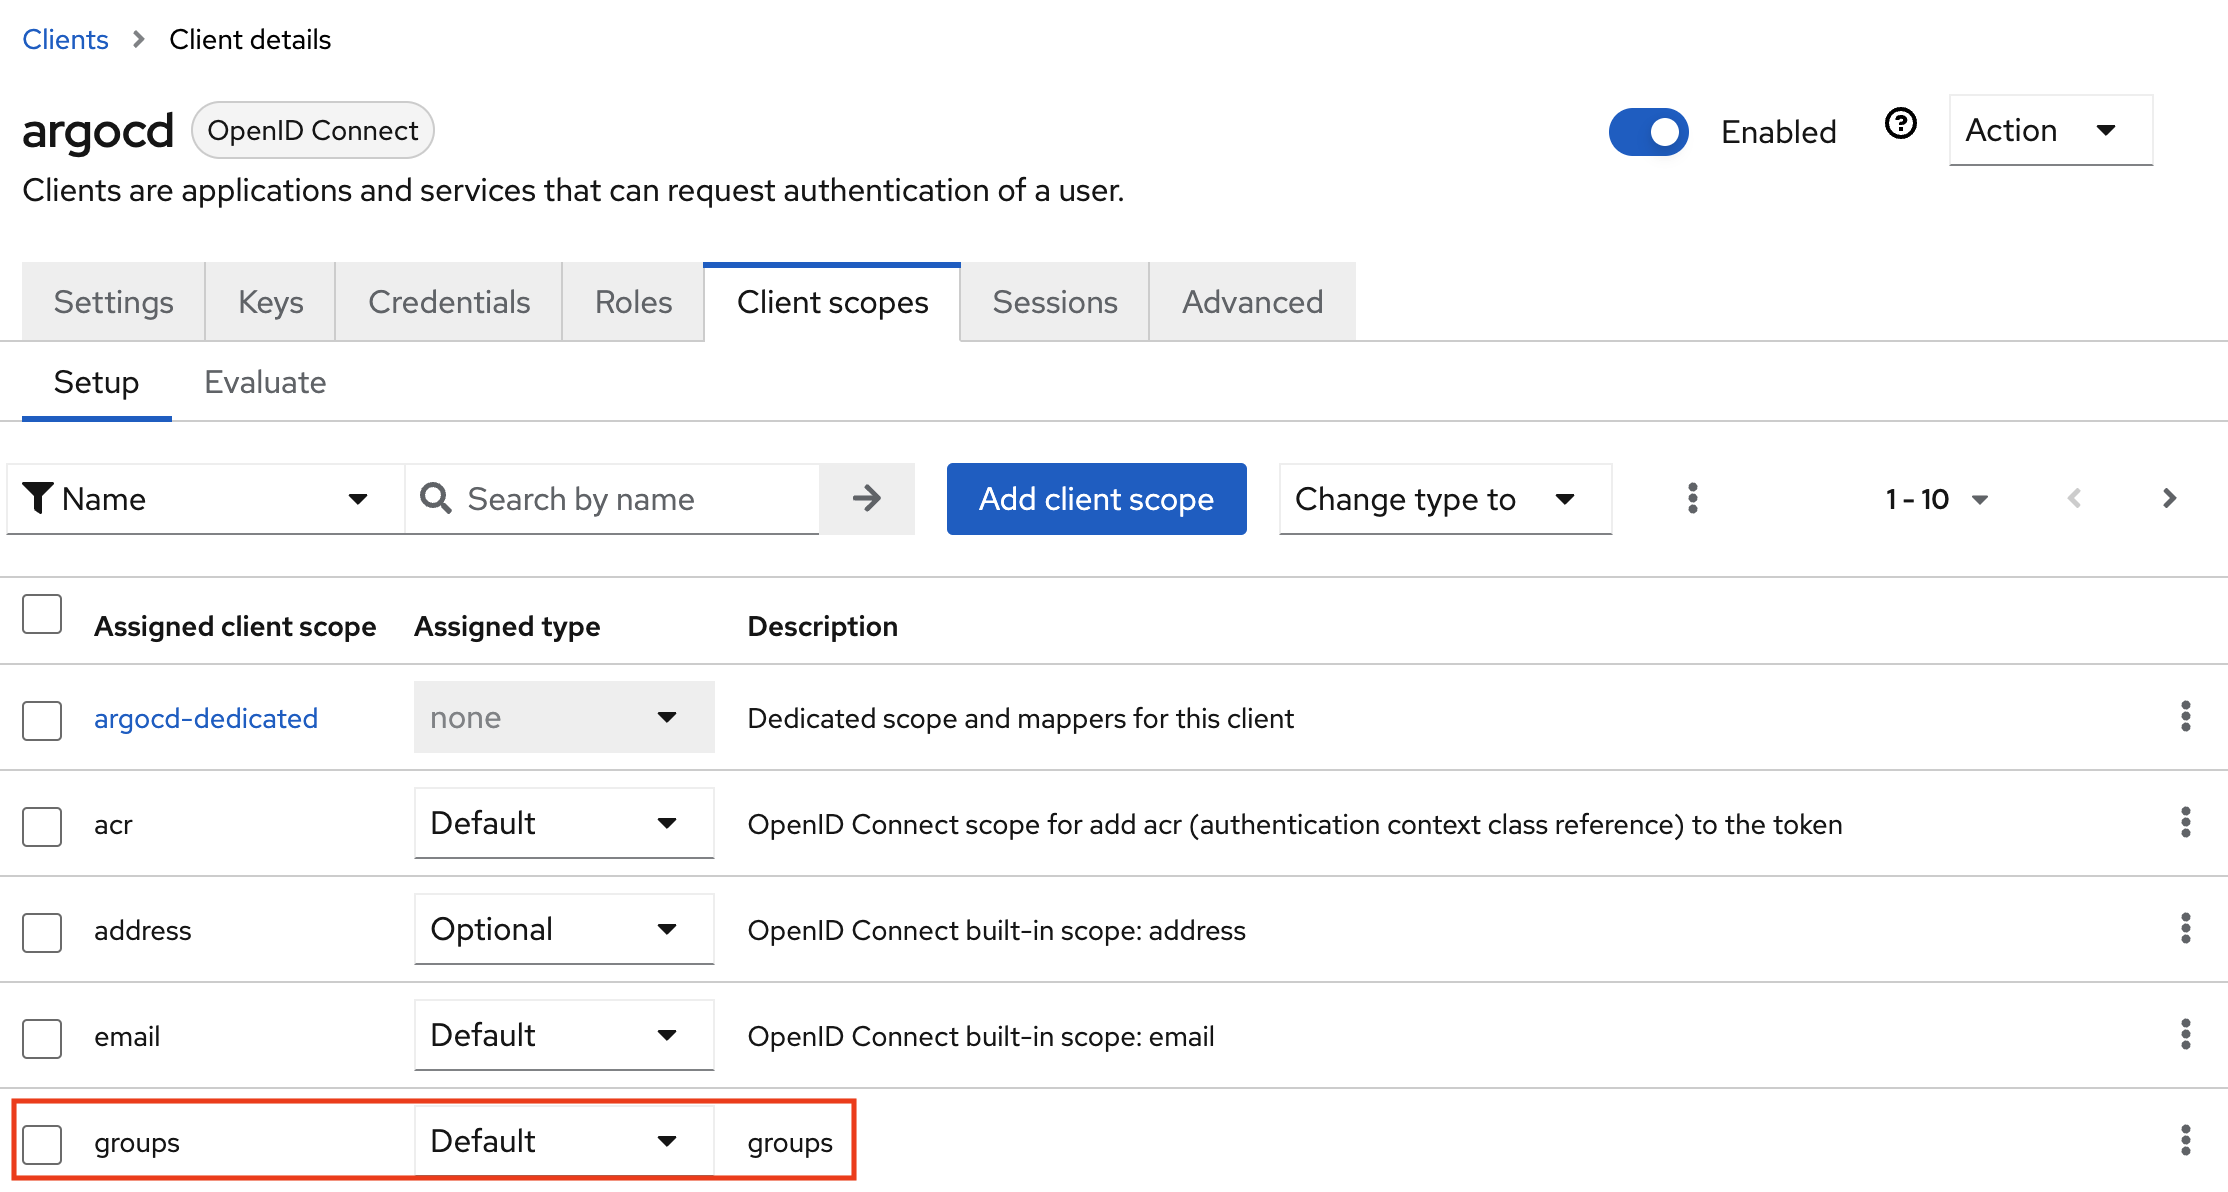 Clients > Client details
argocd OpenID Connect Enabled Action
Clients are applications and services that can request authentication of a user.
Settings Keys Credentials Roles Client scopes Sessions Advanced
Setup Evaluate
Name Search by name Add client scope Change type to 1 - 10
Assigned client scope Assigned type Description
argocd-dedicated none Dedicated scope and mappers for this client
acr Default OpenID Connect scope for add acr (authentication context class reference) to the token
address Optional OpenID Connect built-in scope: address
email Default OpenID Connect built-in scope: email
groups Default groups